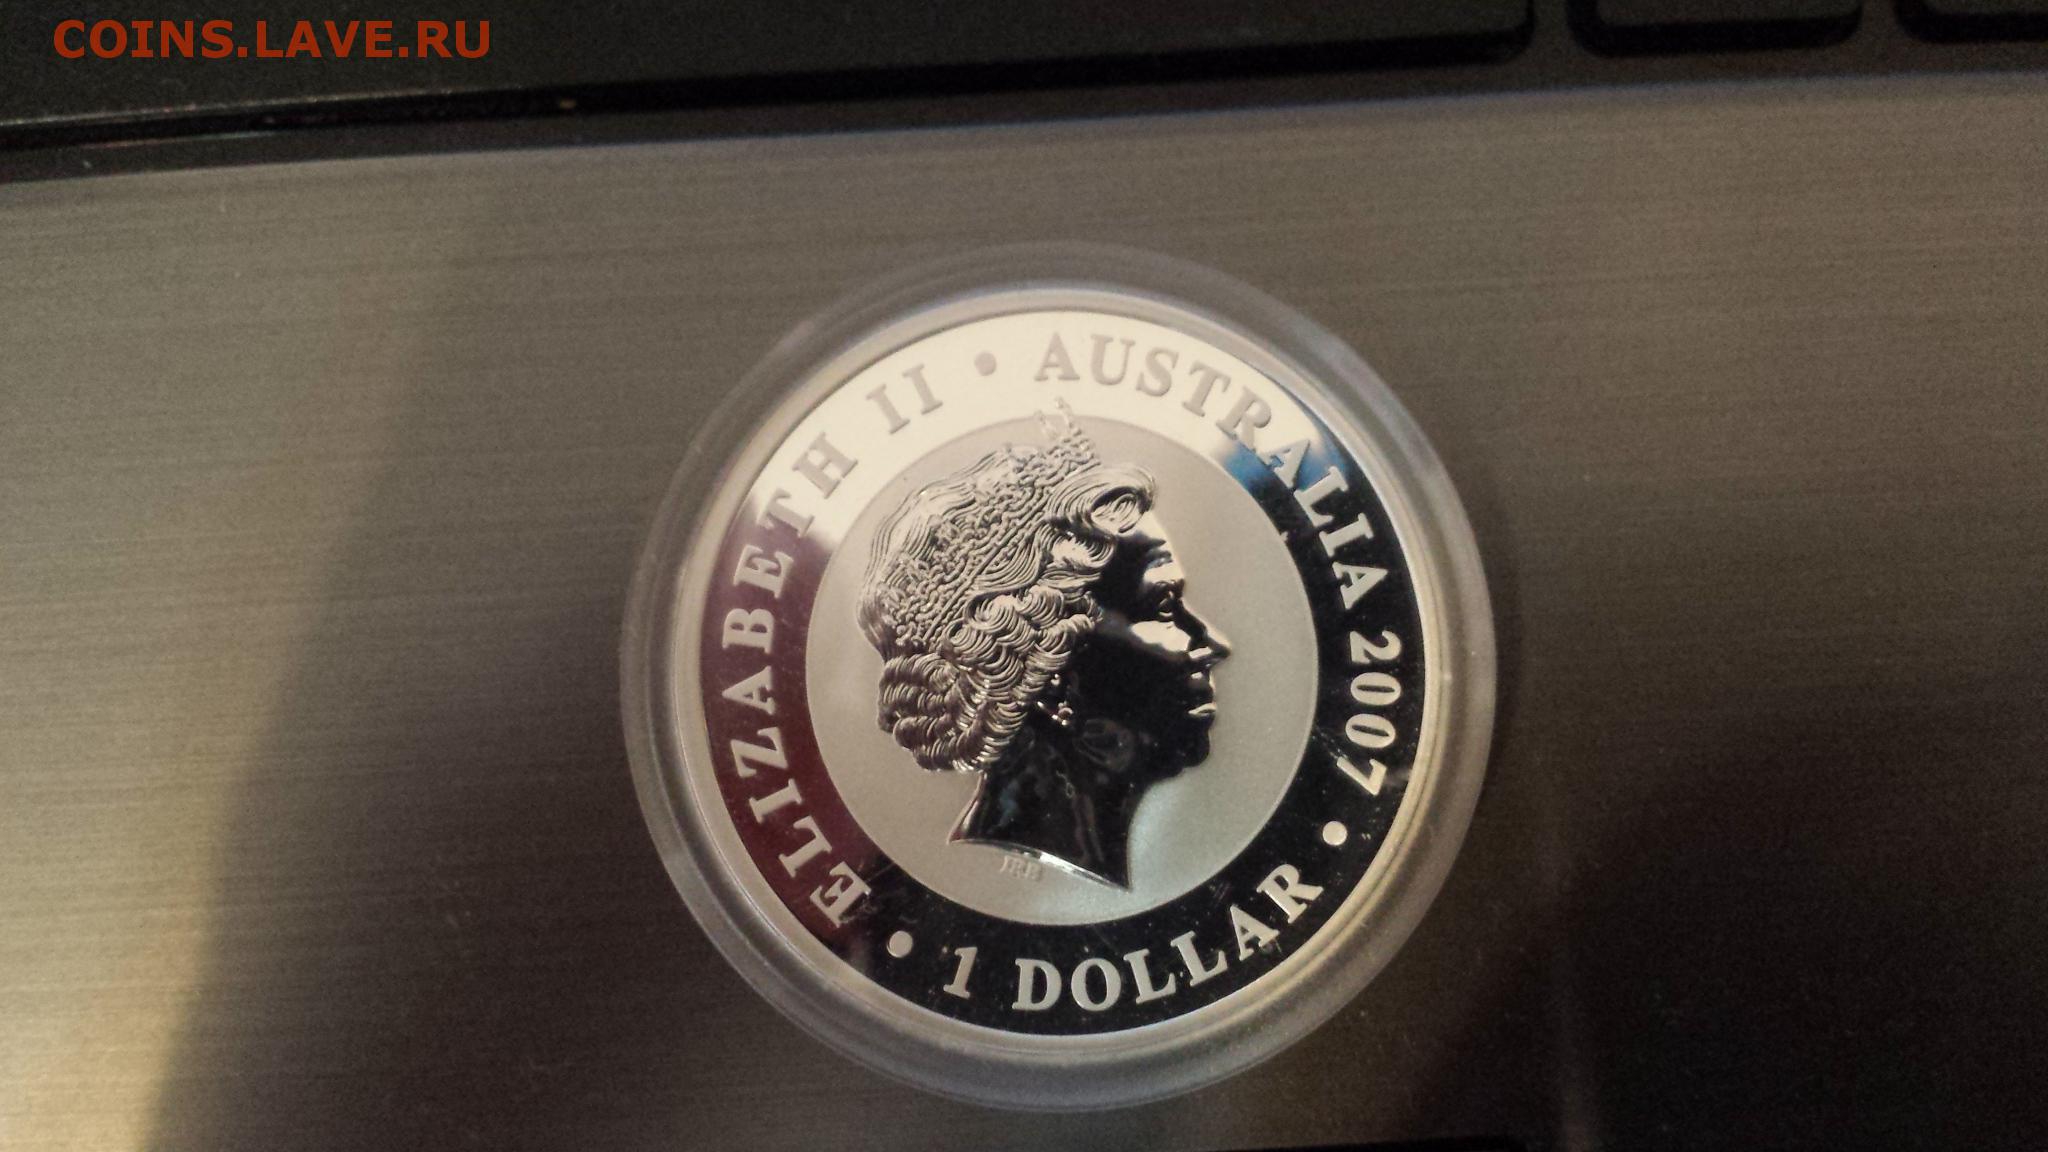 COINS.LAVE.RU
ELIZABETH II • AUSTRALIA 2007 •
1 DOLLAR •
IRB